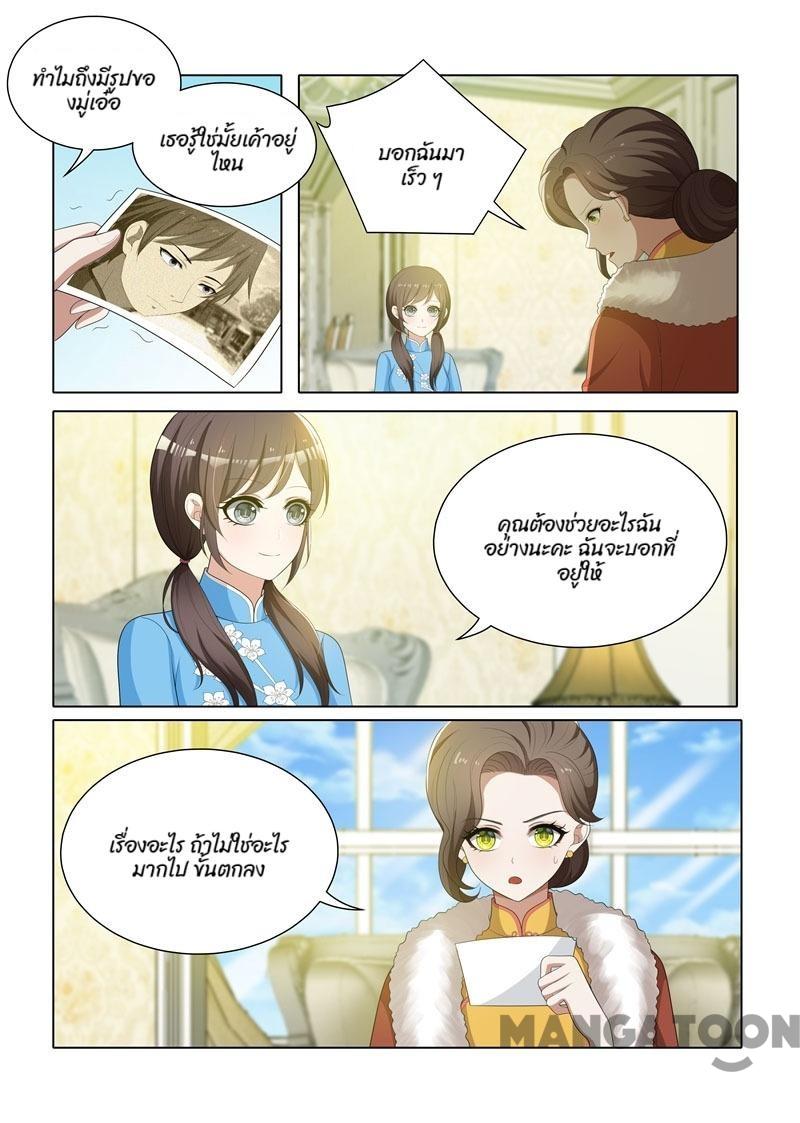 ทำไมถึงมีรูปขอ
งมู่เอ๋อ
เธอรู้ใช่มั้ยเค้าอยู่
ไหน
บอกฉันมา
เร็ว ๆ
คุณต้องช่วยอะไรฉัน
อย่างนะคะ ฉันจะบอกที่
อยู่ให้
เรื่องอะไร ถ้าไม่ใช่อะไร
มากไป ขั้นตกลง
MANGATOON